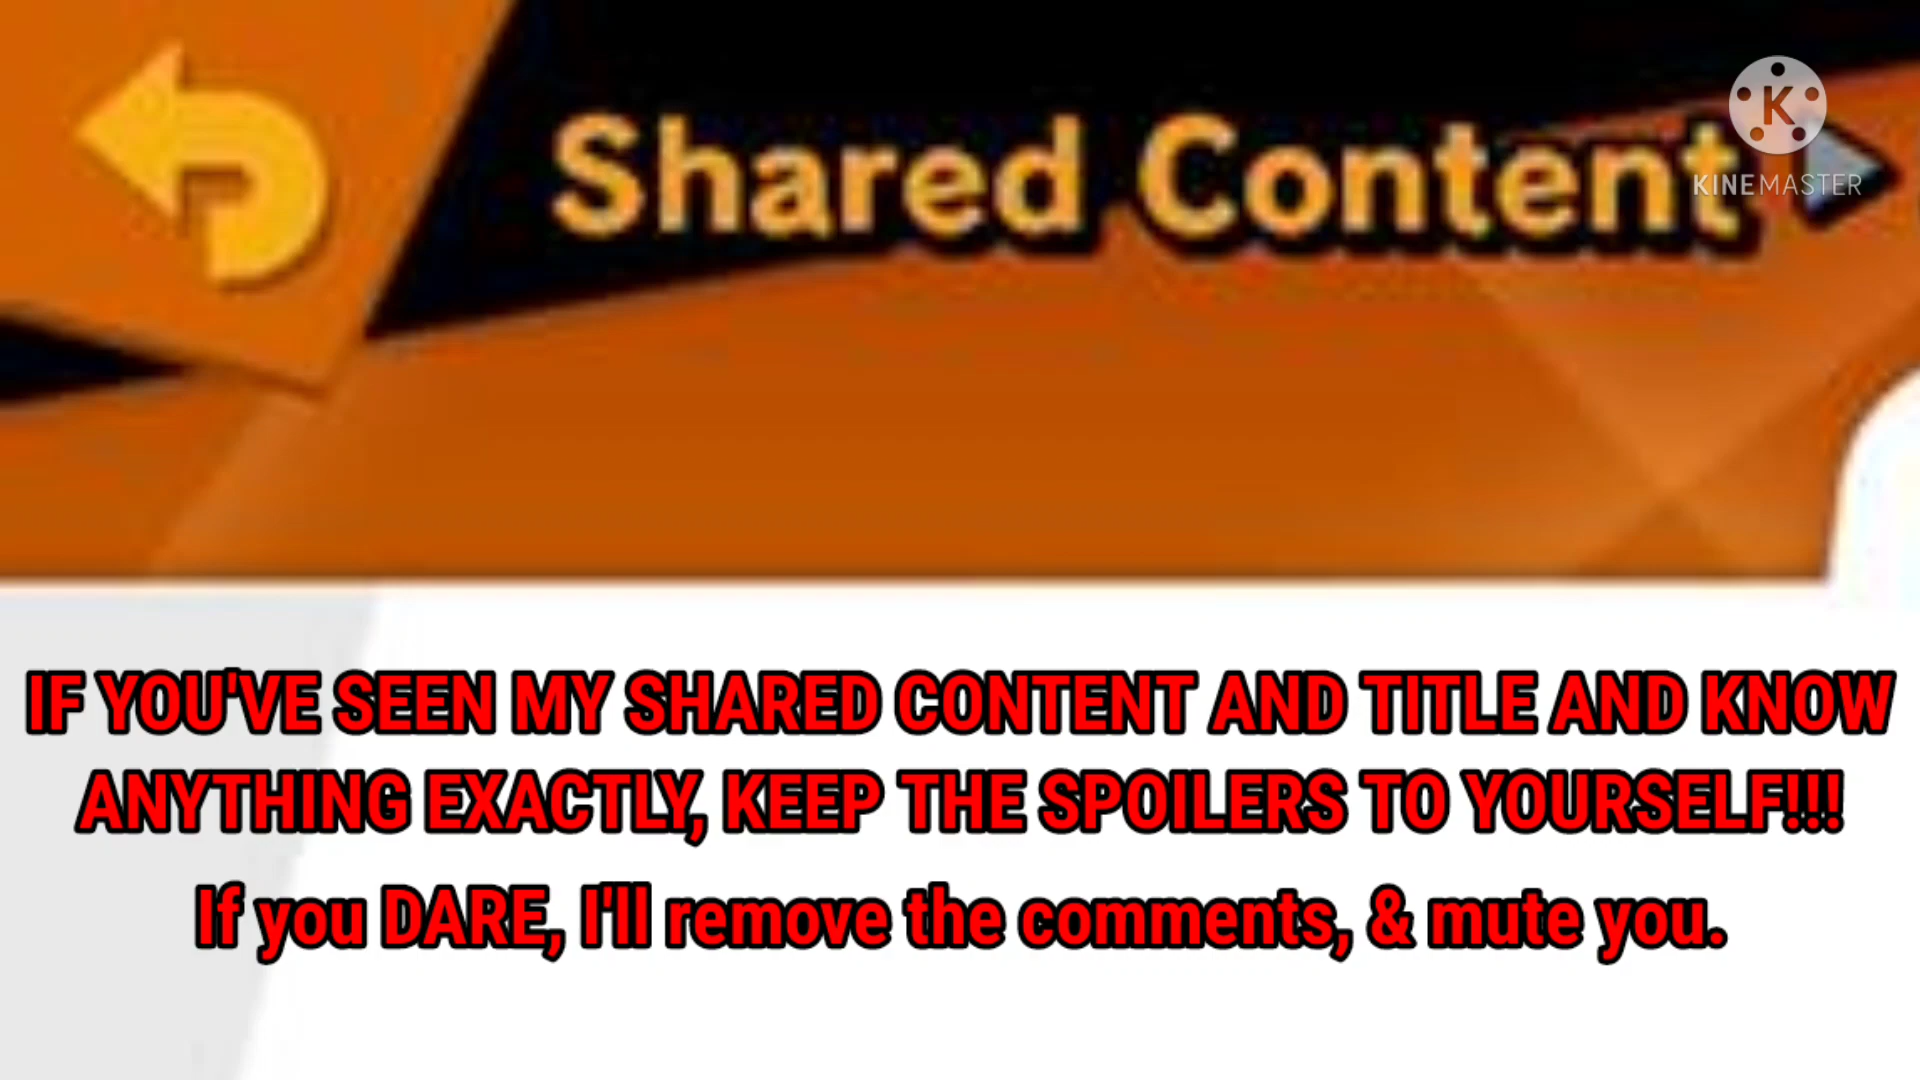 Shared Content
K
KINEMASTER
IF YOU'VE SEEN MY SHARED CONTENT AND TITLE AND KNOW
ANYTHING EXACTLY, KEEP THE SPOILERS TO YOURSELF!!!
If you DARE, I'll remove the comments, & mute you.